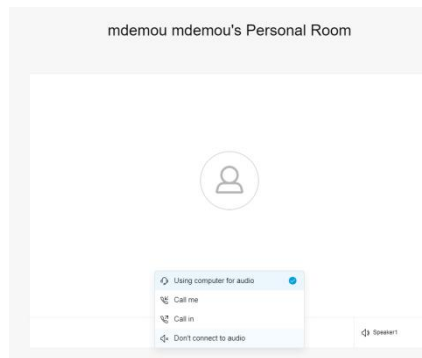 mdemou mdemou's Personal Room
Using computer for audio
Call me
Call in
Don't connect to audio
Speaker1